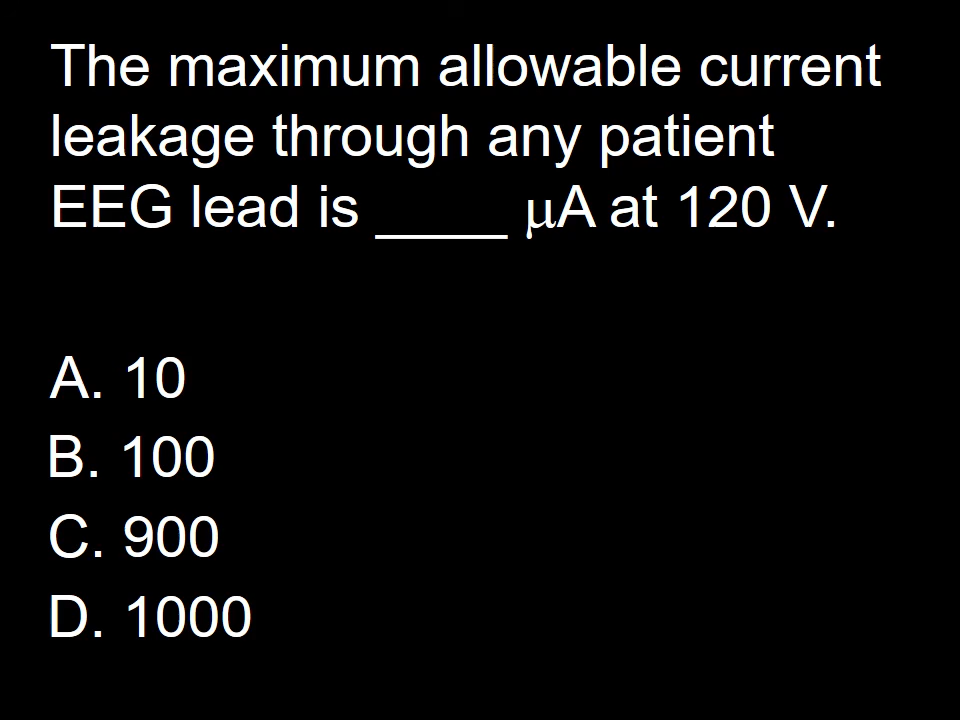 The maximum allowable current
leakage through any patient
EEG lead is ____ μA at 120 V.
A. 10
B. 100
C. 900
D. 1000